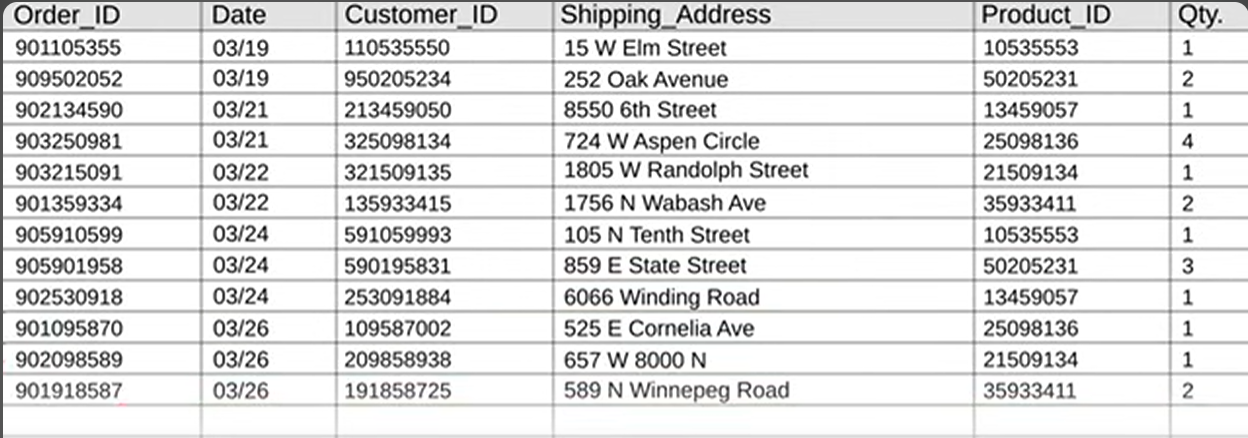 Order_ID Date Customer_ID Shipping_Address Product_ID Qty.
901105355 03/19 110535550 15 W Elm Street 10535553 1
909502052 03/19 950205234 252 Oak Avenue 50205231 2
902134590 03/21 213459050 8550 6th Street 13459057 1
903250981 03/21 325098134 724 W Aspen Circle 25098136 4
903215091 03/22 321509135 1805 W Randolph Street 21509134 1
901359334 03/22 135933415 1756 N Wabash Ave 35933411 2
905910599 03/24 591059993 105 N Tenth Street 10535553 1
905901958 03/24 590195831 859 E State Street 50205231 3
902530918 03/24 253091884 6066 Winding Road 13459057 1
901095870 03/26 109587002 525 E Cornelia Ave 25098136 1
902098589 03/26 209858938 657 W 8000 N 21509134 1
901918587 03/26 191858725 589 N Winnepeg Road 35933411 2